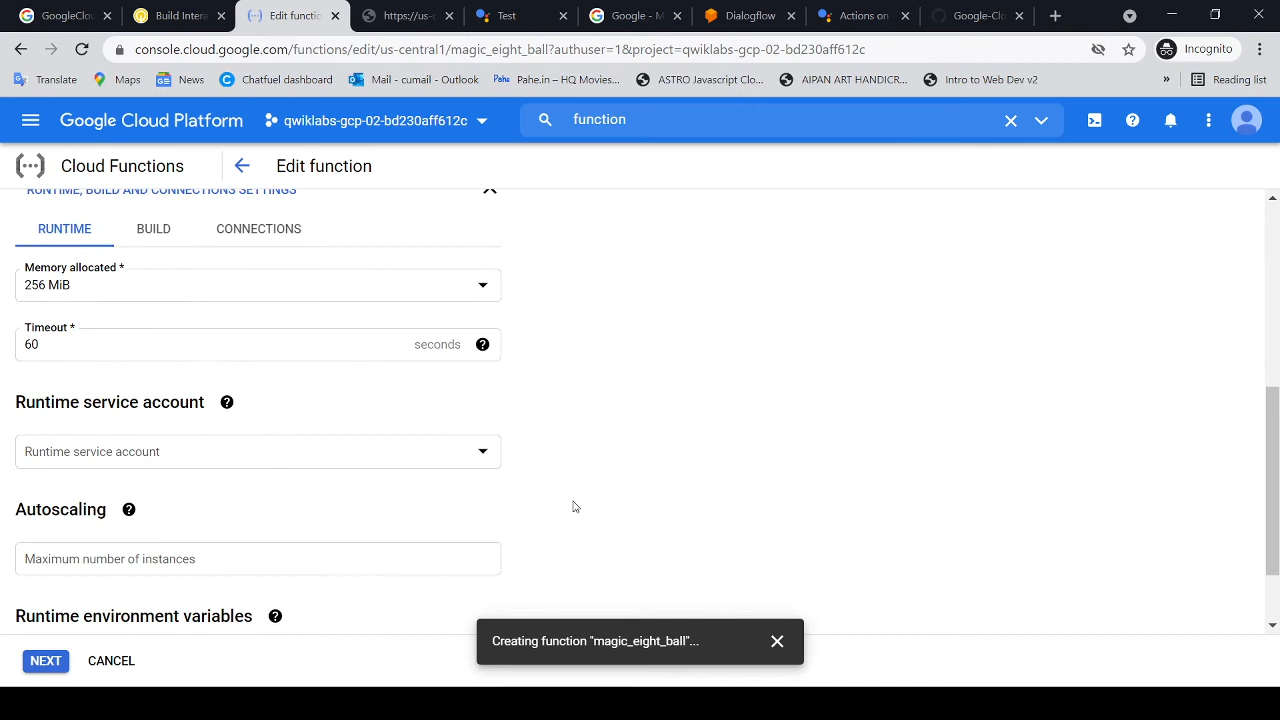 GoogleClou
Build Intera
Edit functio
https://us-c
Test
Google - M
Dialogflow
Actions on
Google-Clo
console.cloud.google.com/functions/edit/us-central1/magic_eight_ball?authuser=1&project=qwiklabs-gcp-02-bd230aff612c
Incognito
Translate
Maps
News
Chatfuel dashboard
Mail - cumail - Outlook
Pahe.in – HQ Movies...
ASTRO Javascript Clo...
AIPAN ART HANDICR...
Intro to Web Dev v2
»
Reading list
Google Cloud Platform
qwiklabs-gcp-02-bd230aff612c
function
Cloud Functions
Edit function
RUNTIME, BUILD AND CONNECTIONS SETTINGS
RUNTIME
BUILD
CONNECTIONS
Memory allocated *
256 MiB
Timeout *
60
seconds
Runtime service account
Runtime service account
Autoscaling
Maximum number of instances
Runtime environment variables
Creating function "magic_eight_ball"...
NEXT
CANCEL